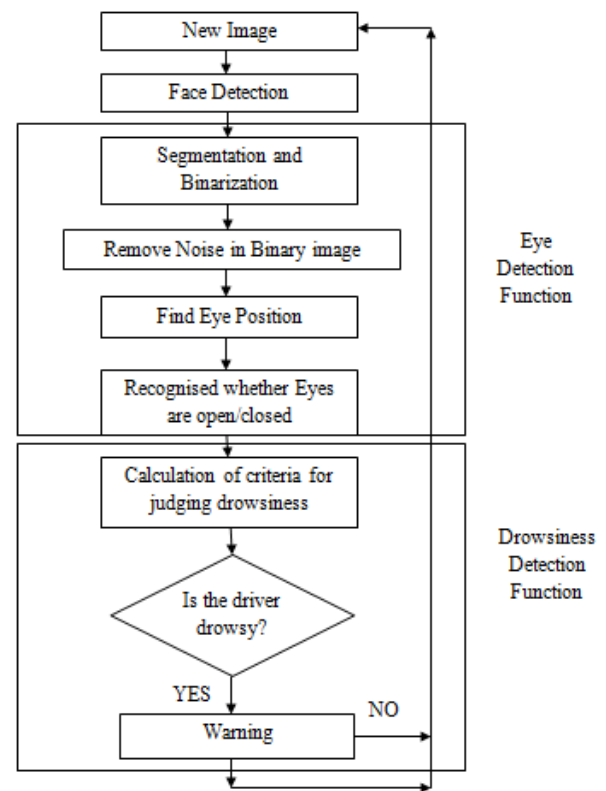 New Image
Face Detection
Segmentation and
Binarization
Remove Noise in Binary image
Find Eye Position
Recognised whether Eyes
are open/closed
Eye
Detection
Function
Calculation of criteria for
judging drowsiness
Is the driver
drowsy?
YES
NO
Warning
Drowsiness
Detection
Function